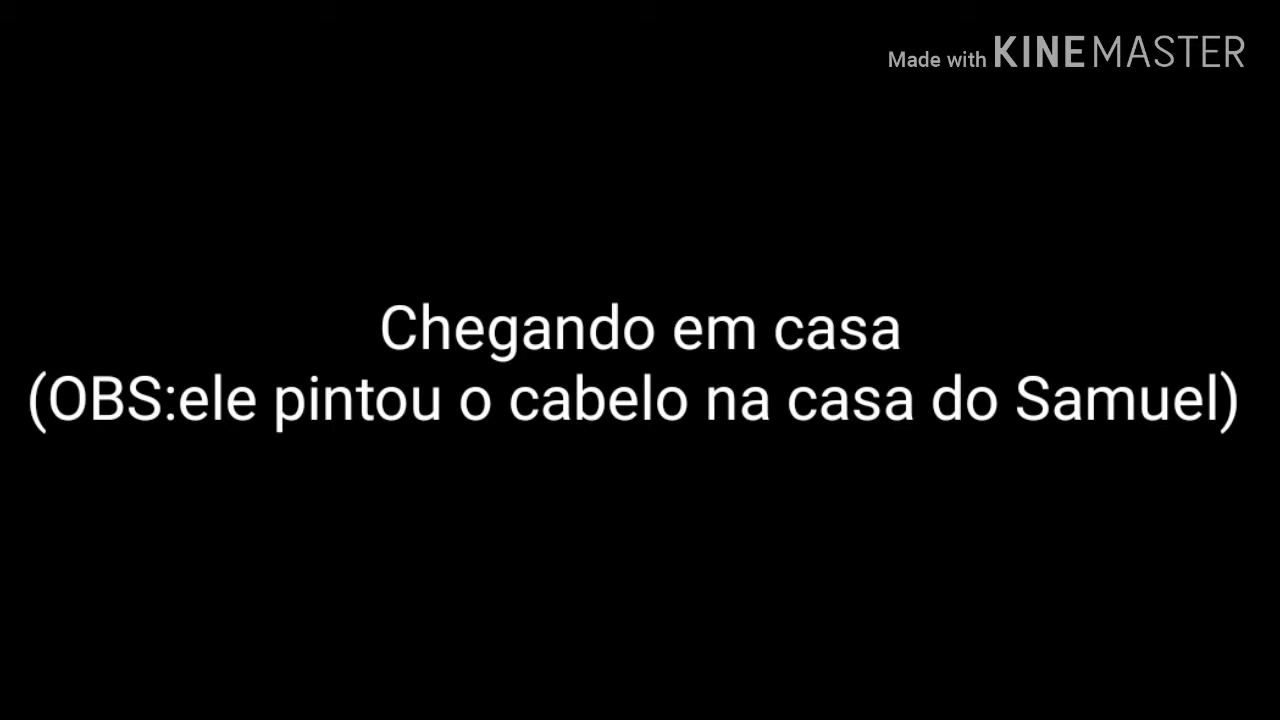 Made with KINEMASTER
Chegando em casa
(OBS:ele pintou o cabelo na casa do Samuel)